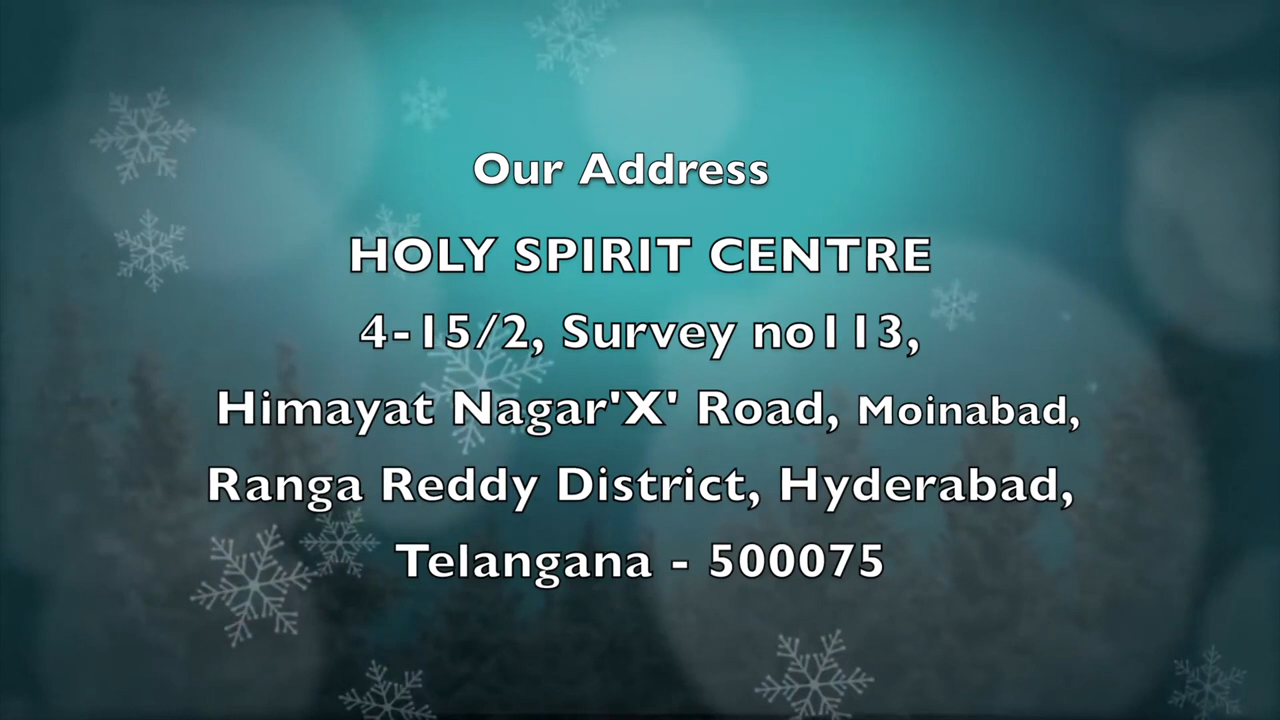 Our Address
HOLY SPIRIT CENTRE
4-15/2, Survey no113,
Himayat Nagar'X' Road, Moinabad,
Ranga Reddy District, Hyderabad,
Telangana - 500075